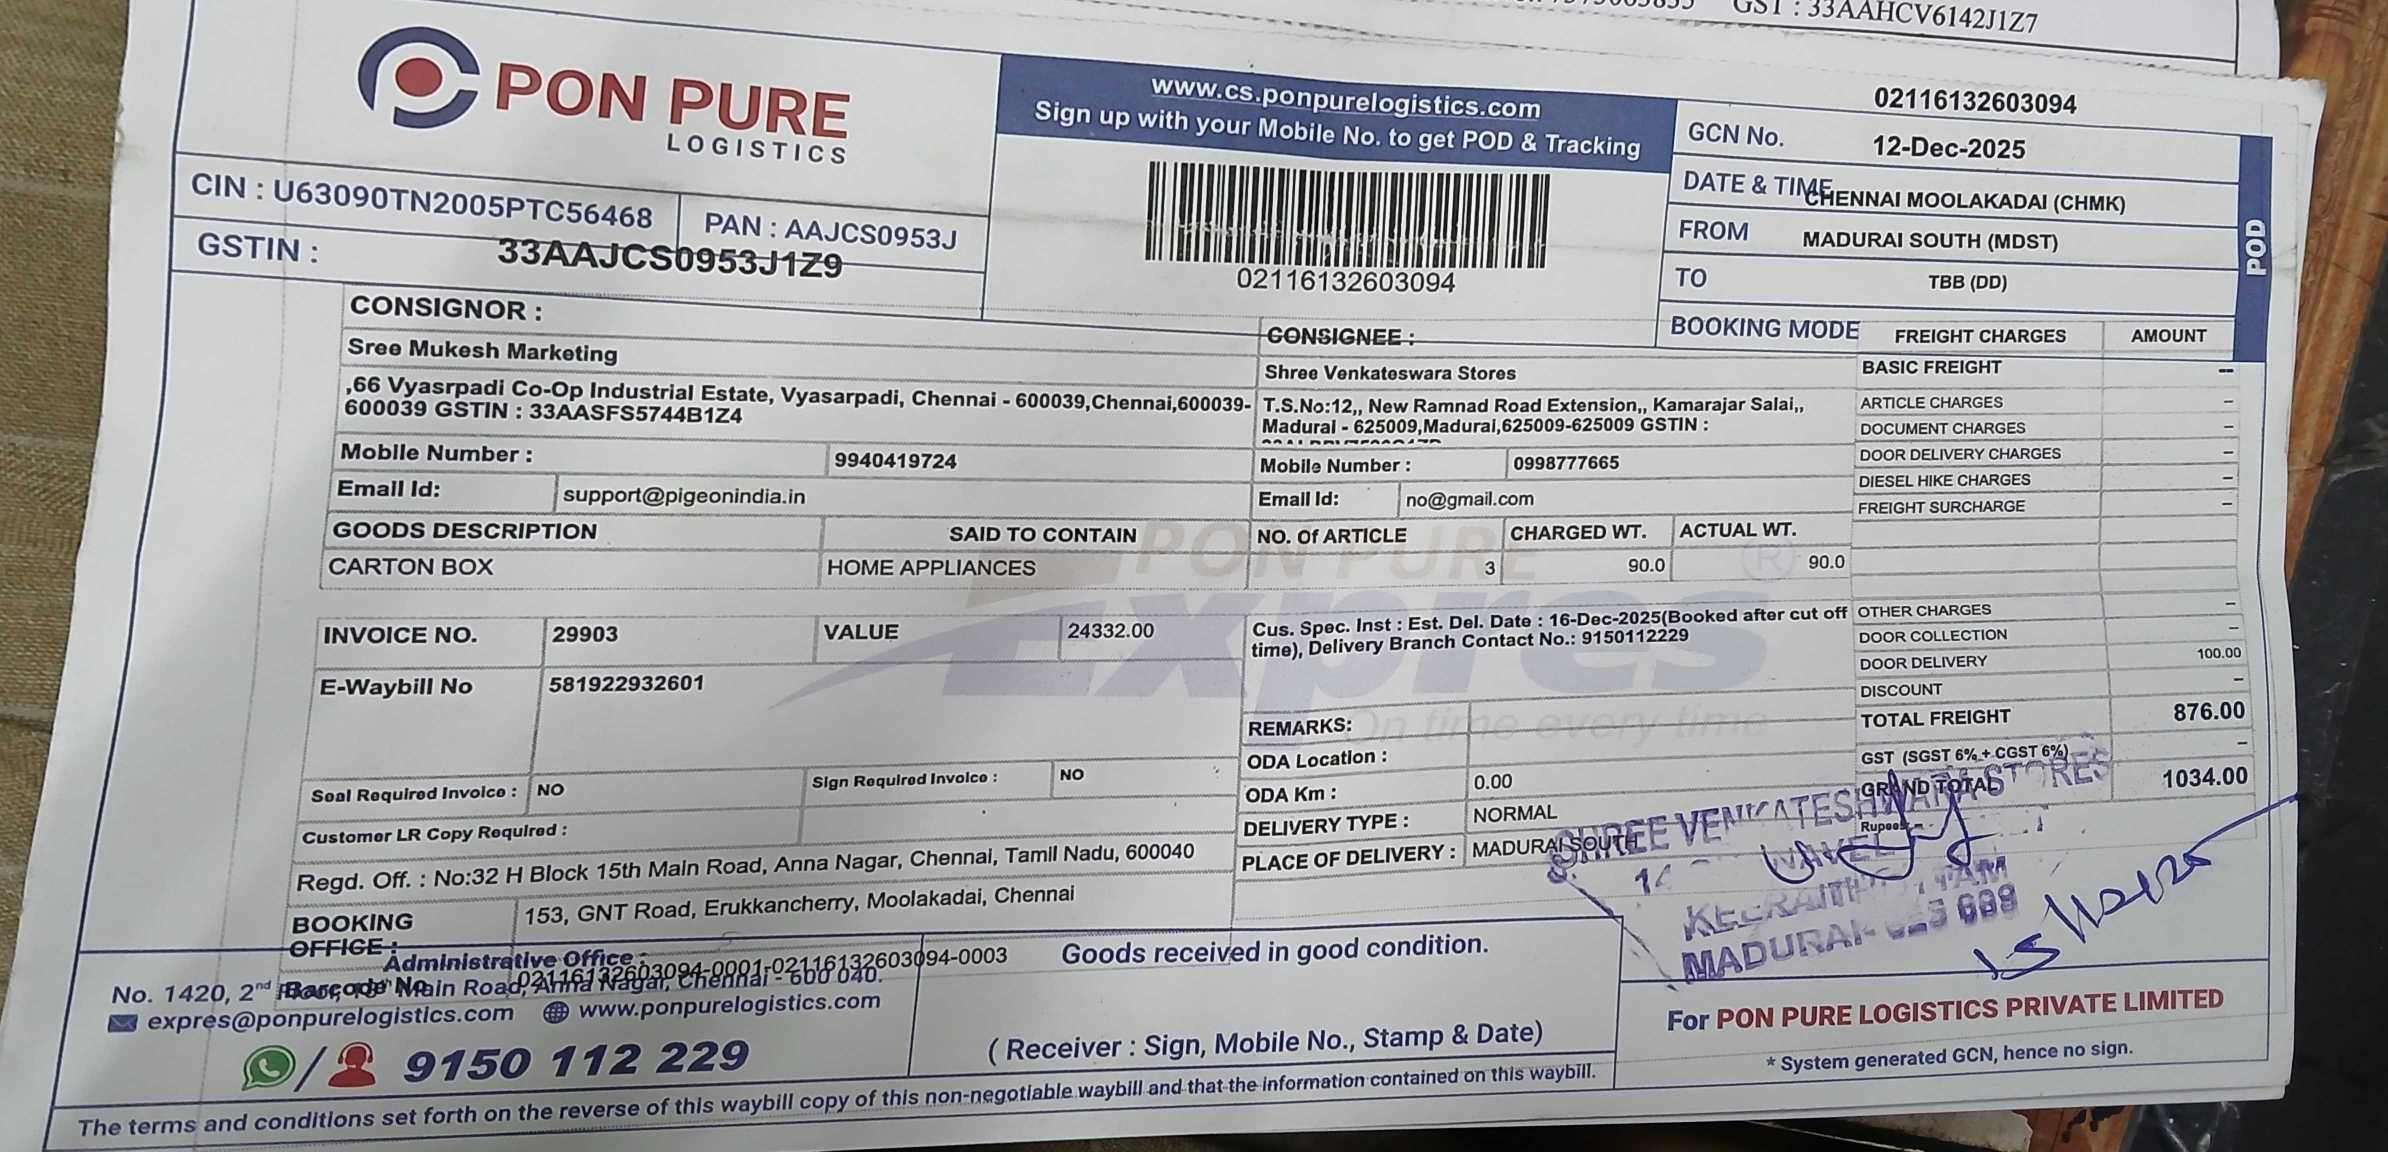 GST : 33AAHCV6142J1Z7
PON PURE
LOGISTICS
www.cs.ponpurelogistics.com
Sign up with your Mobile No. to get POD & Tracking
02116132603094
GCN No.
12-Dec-2025
DATE & TIME
CHENNAI MOOLAKADAI (CHMK)
FROM
MADURAI SOUTH (MDST)
TO
TBB (DD)
BOOKING MODE
POD
CIN : U63090TN2005PTC56468
PAN : AAJCS0953J
GSTIN :
33AAJCS0953J1Z9
02116132603094
CONSIGNOR :
Sree Mukesh Marketing
,66 Vyasrpadi Co-Op Industrial Estate, Vyasarpadi, Chennai - 600039,Chennai,600039-
600039 GSTIN : 33AASFS5744B1Z4
Mobile Number :
9940419724
Email Id:
support@pigeonindia.in
CONSIGNEE :
Shree Venkateswara Stores
T.S.No:12,, New Ramnad Road Extension,, Kamarajar Salai,,
Madurai - 625009,Madurai,625009-625009 GSTIN :
Mobile Number :
0998777665
Email Id:
no@gmail.com
GOODS DESCRIPTION
SAID TO CONTAIN
NO. Of ARTICLE
CHARGED WT.
ACTUAL WT.
CARTON BOX
HOME APPLIANCES
3
90.0
90.0
PON PURE
Expres
On time every time
INVOICE NO.
29903
VALUE
24332.00
E-Waybill No
581922932601
Cus. Spec. Inst : Est. Del. Date : 16-Dec-2025(Booked after cut off
time), Delivery Branch Contact No.: 9150112229
REMARKS:
ODA Location :
ODA Km :
0.00
DELIVERY TYPE :
NORMAL
PLACE OF DELIVERY :
MADURAI SOUTH
FREIGHT CHARGES
AMOUNT
BASIC FREIGHT
--
ARTICLE CHARGES
-
DOCUMENT CHARGES
-
DOOR DELIVERY CHARGES
-
DIESEL HIKE CHARGES
-
FREIGHT SURCHARGE
-
OTHER CHARGES
-
DOOR COLLECTION
-
DOOR DELIVERY
100.00
DISCOUNT
-
TOTAL FREIGHT
876.00
GST (SGST 6% + CGST 6%)
-
GRAND TOTAL
1034.00
Rupees
Seal Required Invoice :
NO
Sign Required Invoice :
NO
Customer LR Copy Required :
Regd. Off. : No:32 H Block 15th Main Road, Anna Nagar, Chennai, Tamil Nadu, 600040
BOOKING
OFFICE :
153, GNT Road, Erukkancherry, Moolakadai, Chennai
Administrative Office :
Barcode No
02116132603094-0001-02116132603094-0003
No. 1420, 2nd Main Road, Anna Nagar, Chennai - 600 040.
expres@ponpurelogistics.com
www.ponpurelogistics.com
9150 112 229
Goods received in good condition.
( Receiver : Sign, Mobile No., Stamp & Date)
SHREE VENKATESHWARA STORES
MADURAI-
For PON PURE LOGISTICS PRIVATE LIMITED
* System generated GCN, hence no sign.
The terms and conditions set forth on the reverse of this waybill copy of this non-negotiable waybill and that the information contained on this waybill.